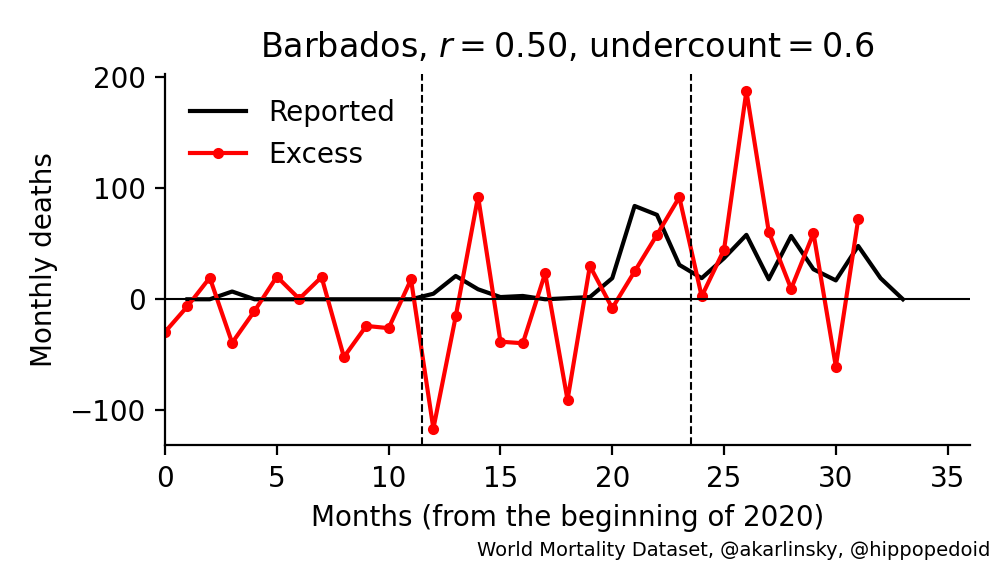 Barbados, r = 0.50, undercount = 0.6
200
100
0
−100
Monthly deaths
Reported
Excess
0 5 10 15 20 25 30 35
Months (from the beginning of 2020)
World Mortality Dataset, @akarlinsky, @hippopedoid